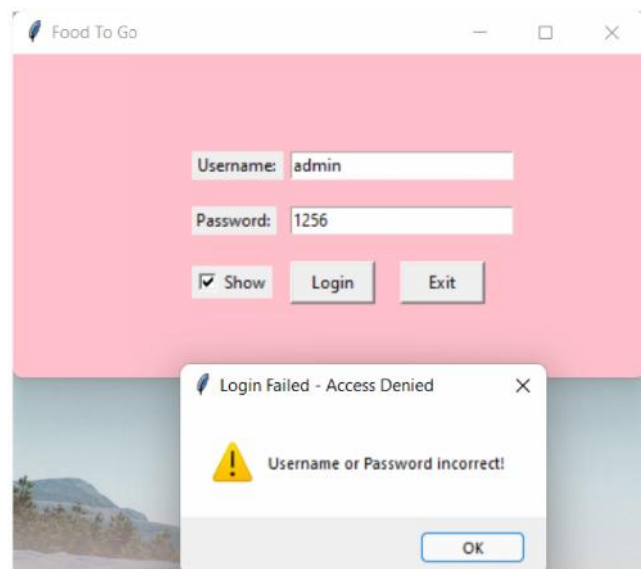 Food To Go
Username: admin
Password: 1256
Show Login Exit
Login Failed - Access Denied
Username or Password incorrect!
OK